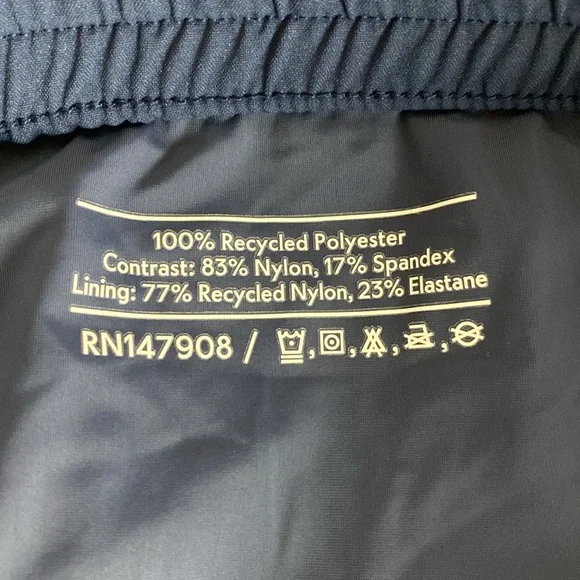 100% Recycled Polyester
Contrast: 83% Nylon, 17% Spandex
Lining: 77% Recycled Nylon, 23% Elastane
RN147908 /